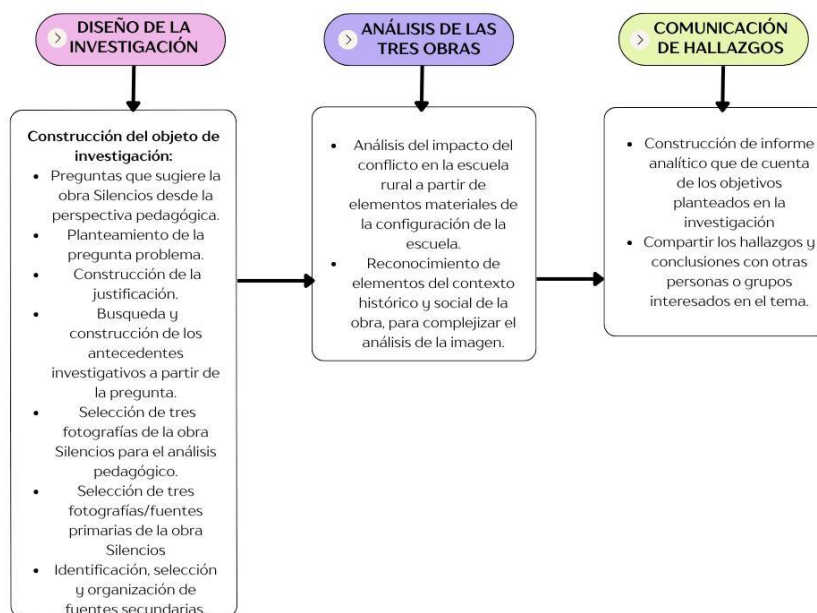 DISEÑO DE LA
INVESTIGACIÓN
Construcción del objeto de
investigación:
• Preguntas que sugiere la
obra Silencios desde la
perspectiva pedagógica.
• Planteamiento de la
pregunta problema.
• Construcción de la
justificación.
• Busqueda y
construcción de los
antecedentes
investigativos a partir de
la pregunta.
• Selección de tres
fotografías de la obra
Silencios para el análisis
pedagógico.
• Selección de tres
fotografías/fuentes
primarias de la obra
Silencios
• Identificación, selección
y organización de
fuentes secundarias.
ANÁLISIS DE LAS
TRES OBRAS
• Análisis del impacto del
conflicto en la escuela
rural a partir de
elementos materiales de
la configuración de la
escuela.
• Reconocimiento de
elementos del contexto
histórico y social de la
obra, para complejizar el
análisis de la imagen.
COMUNICACIÓN
DE HALLAZGOS
• Construcción de informe
analítico que de cuenta
de los objetivos
planteados en la
investigación
• Compartir los hallazgos y
conclusiones con otras
personas o grupos
interesados en el tema.